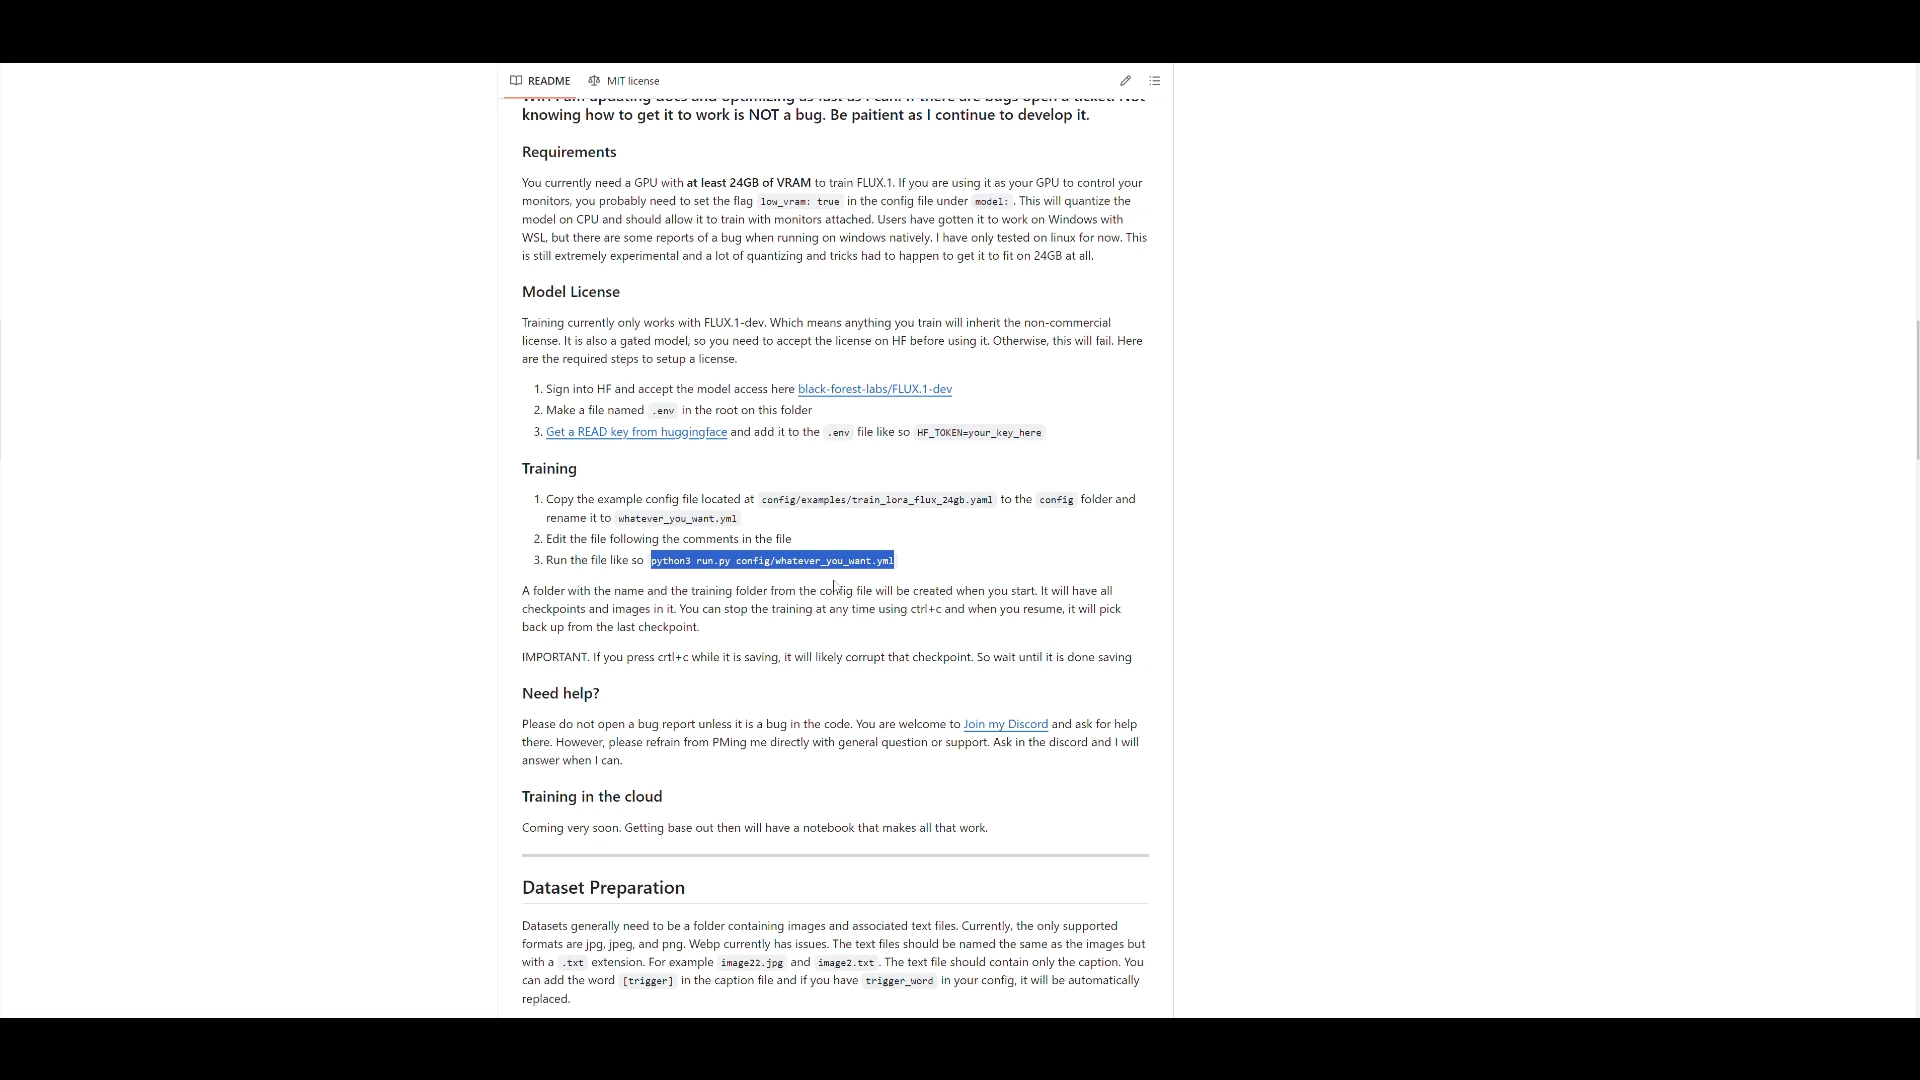 README MIT license
knowing how to get it to work is NOT a bug. Be paitient as I continue to develop it.
Requirements
You currently need a GPU with at least 24GB of VRAM to train FLUX.1. If you are using it as your GPU to control your
monitors, you probably need to set the flag low_vram: true in the config file under model: . This will quantize the
model on CPU and should allow it to train with monitors attached. Users have gotten it to work on Windows with
WSL, but there are some reports of a bug when running on windows natively. I have only tested on linux for now. This
is still extremely experimental and a lot of quantizing and tricks had to happen to get it to fit on 24GB at all.
Model License
Training currently only works with FLUX.1-dev. Which means anything you train will inherit the non-commercial
license. It is also a gated model, so you need to accept the license on HF before using it. Otherwise, this will fail. Here
are the required steps to setup a license.
1. Sign into HF and accept the model access here black-forest-labs/FLUX.1-dev
2. Make a file named .env in the root on this folder
3. Get a READ key from huggingface and add it to the .env file like so HF_TOKEN=your_key_here
Training
1. Copy the example config file located at config/examples/train_lora_flux_24gb.yaml to the config folder and
rename it to whatever_you_want.yml
2. Edit the file following the comments in the file
3. Run the file like so python3 run.py config/whatever_you_want.yml
A folder with the name and the training folder from the config file will be created when you start. It will have all
checkpoints and images in it. You can stop the training at any time using ctrl+c and when you resume, it will pick
back up from the last checkpoint.
IMPORTANT. If you press crtl+c while it is saving, it will likely corrupt that checkpoint. So wait until it is done saving
Need help?
Please do not open a bug report unless it is a bug in the code. You are welcome to Join my Discord and ask for help
there. However, please refrain from PMing me directly with general question or support. Ask in the discord and I will
answer when I can.
Training in the cloud
Coming very soon. Getting base out then will have a notebook that makes all that work.
Dataset Preparation
Datasets generally need to be a folder containing images and associated text files. Currently, the only supported
formats are jpg, jpeg, and png. Webp currently has issues. The text files should be named the same as the images but
with a .txt extension. For example image22.jpg and image2.txt . The text file should contain only the caption. You
can add the word [trigger] in the caption file and if you have trigger_word in your config, it will be automatically
replaced.